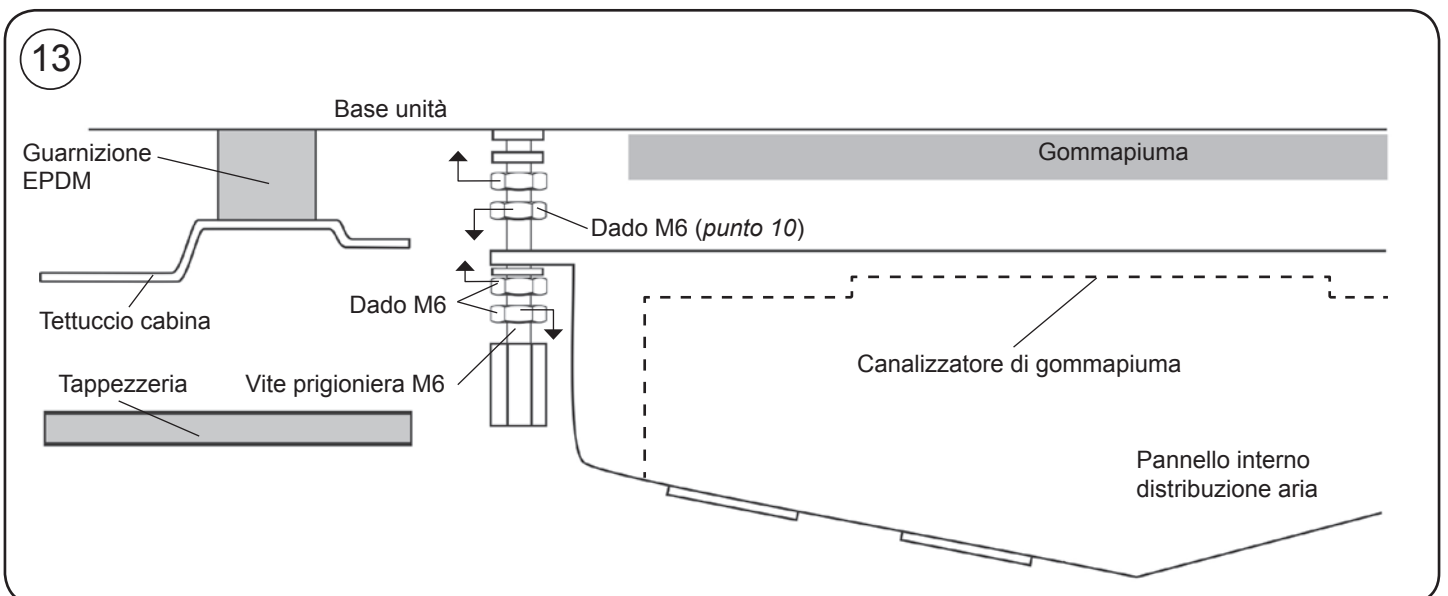 13
Base unità
Guarnizione
EPDM
Gommapiuma
Dado M6 (punto 10)
Dado M6
Tettuccio cabina
Canalizzatore di gommapiuma
Tappezzeria
Vite prigioniera M6
Pannello interno
distribuzione aria